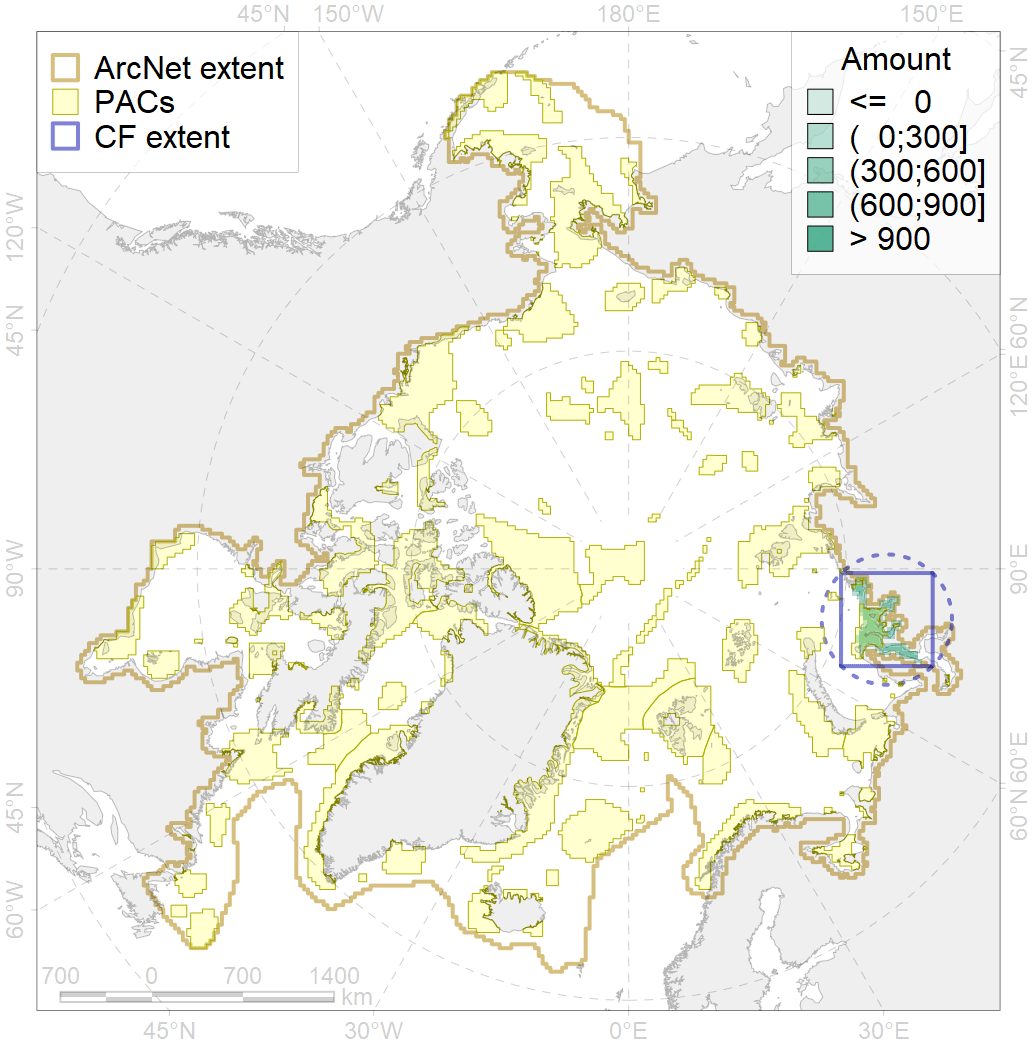 45°N 150°W 180°E 150°E
ArcNet extent
PACs
CF extent
Amount
<= 0
( 0;300]
(300;600]
(600;900]
> 900
45°N
120°W
60°N
45°N
120°E
90°W
90°E
60°E
45°N
60°N
60°W
700 0 700 1400
km
45°N 30°W 0°E 30°E